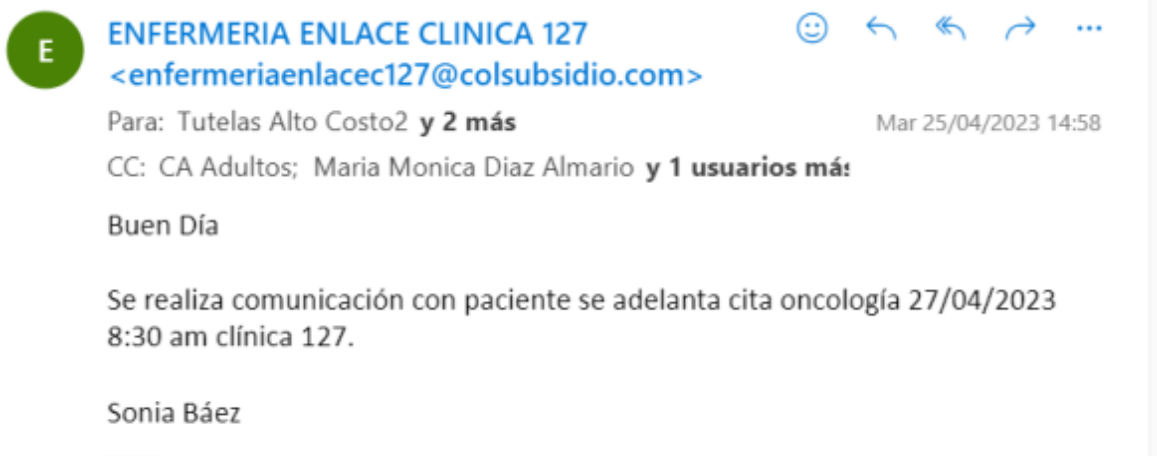 E
ENFERMERIA ENLACE CLINICA 127
<enfermeriaenlacec127@colsubsidio.com>
Para: Tutelas Alto Costo2 y 2 más
Mar 25/04/2023 14:58
CC: CA Adultos; Maria Monica Diaz Almario y 1 usuarios más
Buen Día
Se realiza comunicación con paciente se adelanta cita oncología 27/04/2023
8:30 am clínica 127.
Sonia Báez